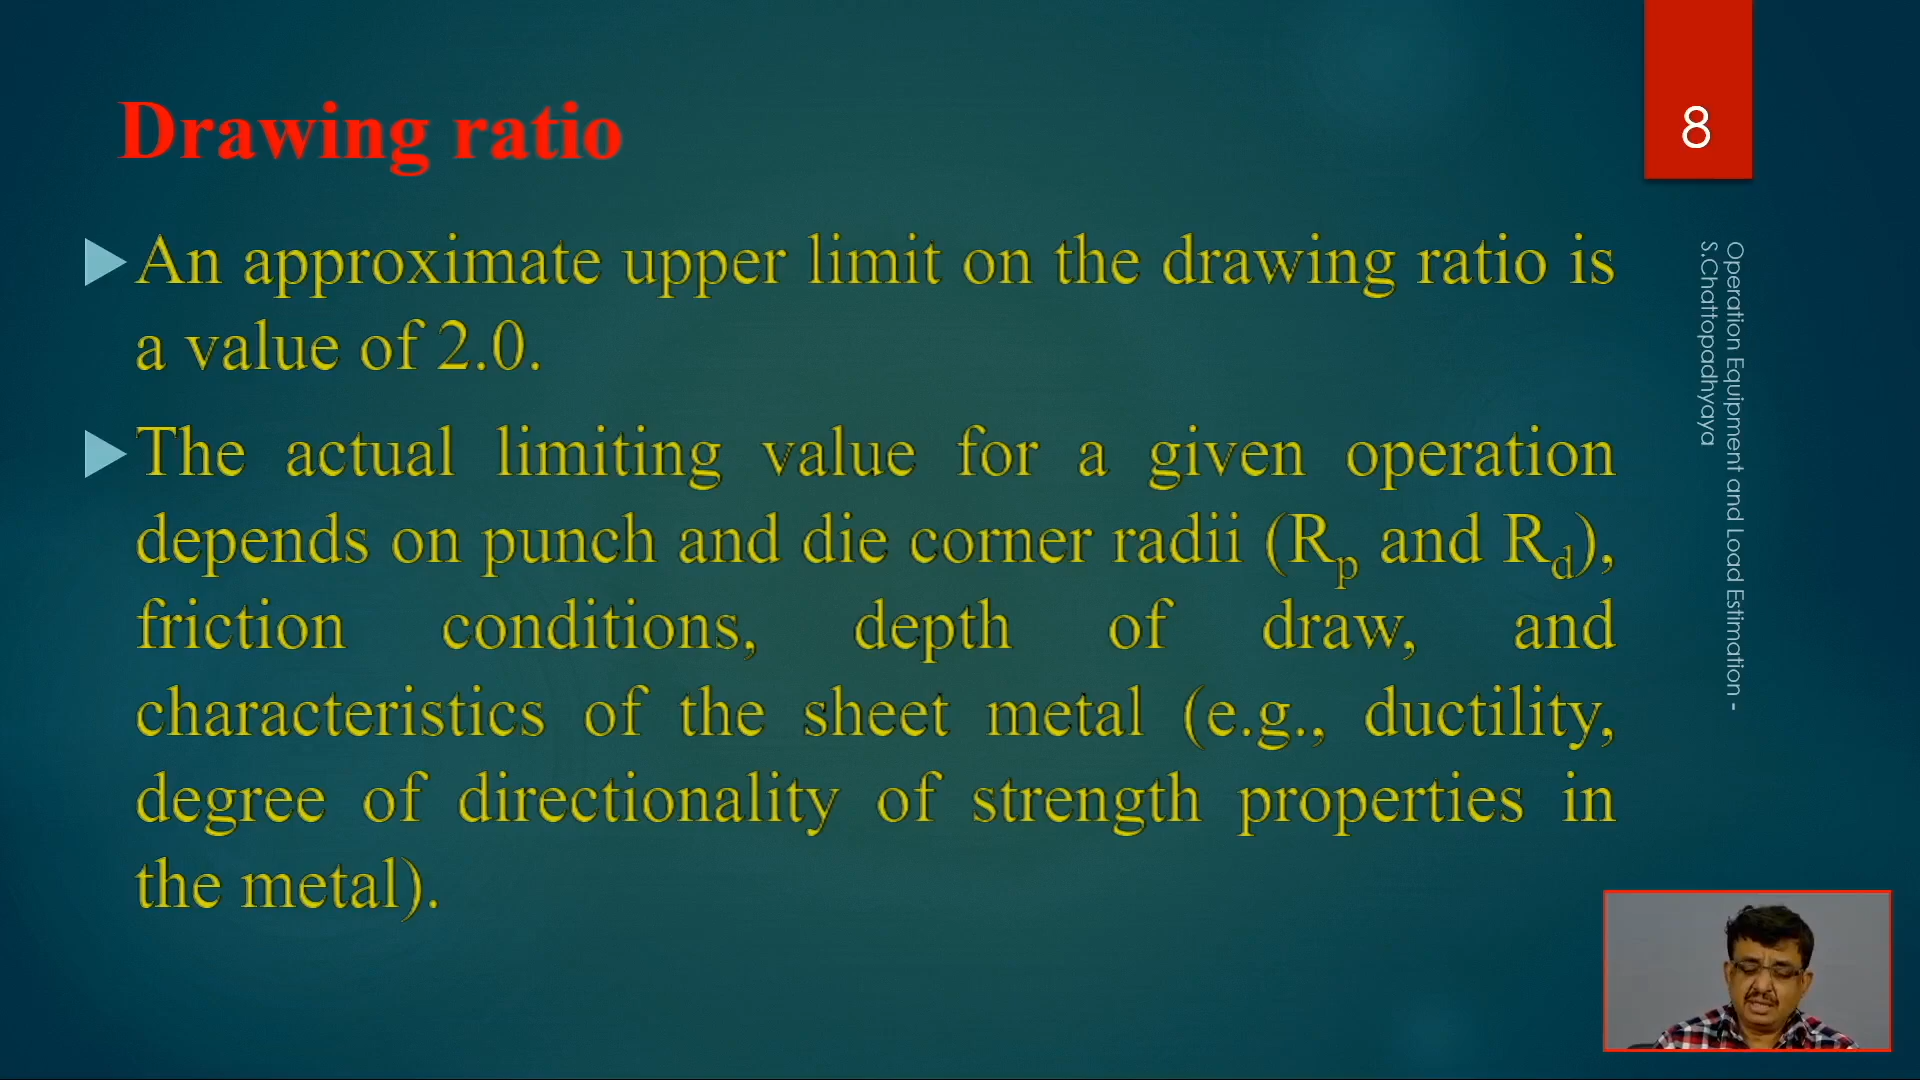 Drawing ratio
8
An approximate upper limit on the drawing ratio is
a value of 2.0.
The actual limiting value for a given operation
depends on punch and die corner radii (Rp and Rd),
friction conditions, depth of draw, and
characteristics of the sheet metal (e.g., ductility,
degree of directionality of strength properties in
the metal).
Operation Equipment and Load Estimation -
S.Chattopadhyaya